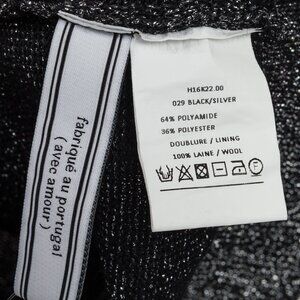 H16K22.00
029 BLACK/SILVER
64% POLYAMIDE
36% POLYESTER
DOUBLURE / LINING
100% LAINE / WOOL
fabriqué au portugal
( avec amour )